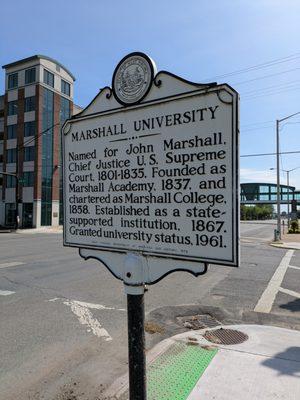 MARSHALL UNIVERSITY
Named for John Marshall,
Chief Justice U.S. Supreme
Court, 1801-1835. Founded as
Marshall Academy, 1837, and
chartered as Marshall College,
1858. Established as a state-
supported institution, 1867.
Granted university status, 1961.